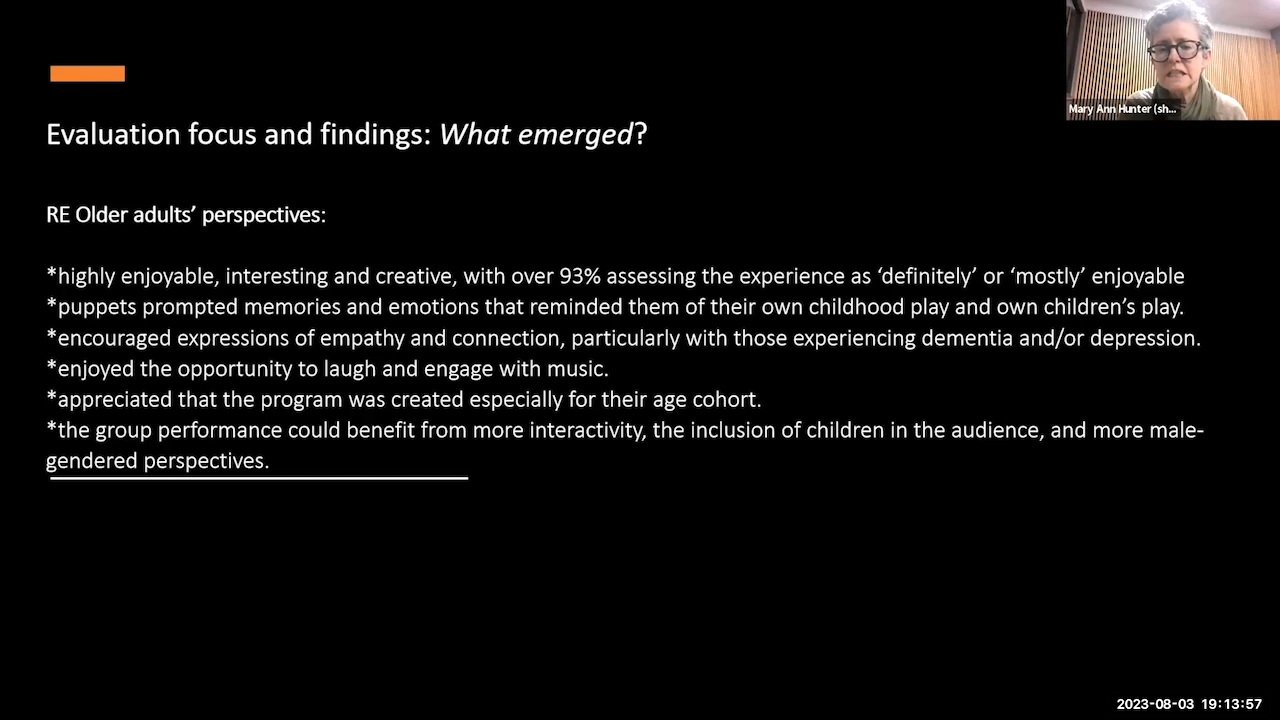 Mary Ann Hunter (sh...
Evaluation focus and findings: What emerged?
RE Older adults’ perspectives:
*highly enjoyable, interesting and creative, with over 93% assessing the experience as ‘definitely’ or ‘mostly’ enjoyable
*puppets prompted memories and emotions that reminded them of their own childhood play and own children’s play.
*encouraged expressions of empathy and connection, particularly with those experiencing dementia and/or depression.
*enjoyed the opportunity to laugh and engage with music.
*appreciated that the program was created especially for their age cohort.
*the group performance could benefit from more interactivity, the inclusion of children in the audience, and more male-
gendered perspectives.
2023-08-03 19:13:57